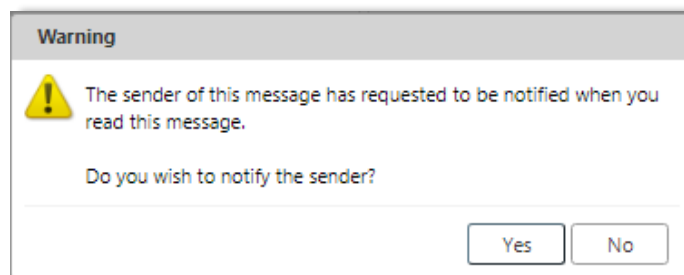 Warning
The sender of this message has requested to be notified when you
read this message.
Do you wish to notify the sender?
Yes
No